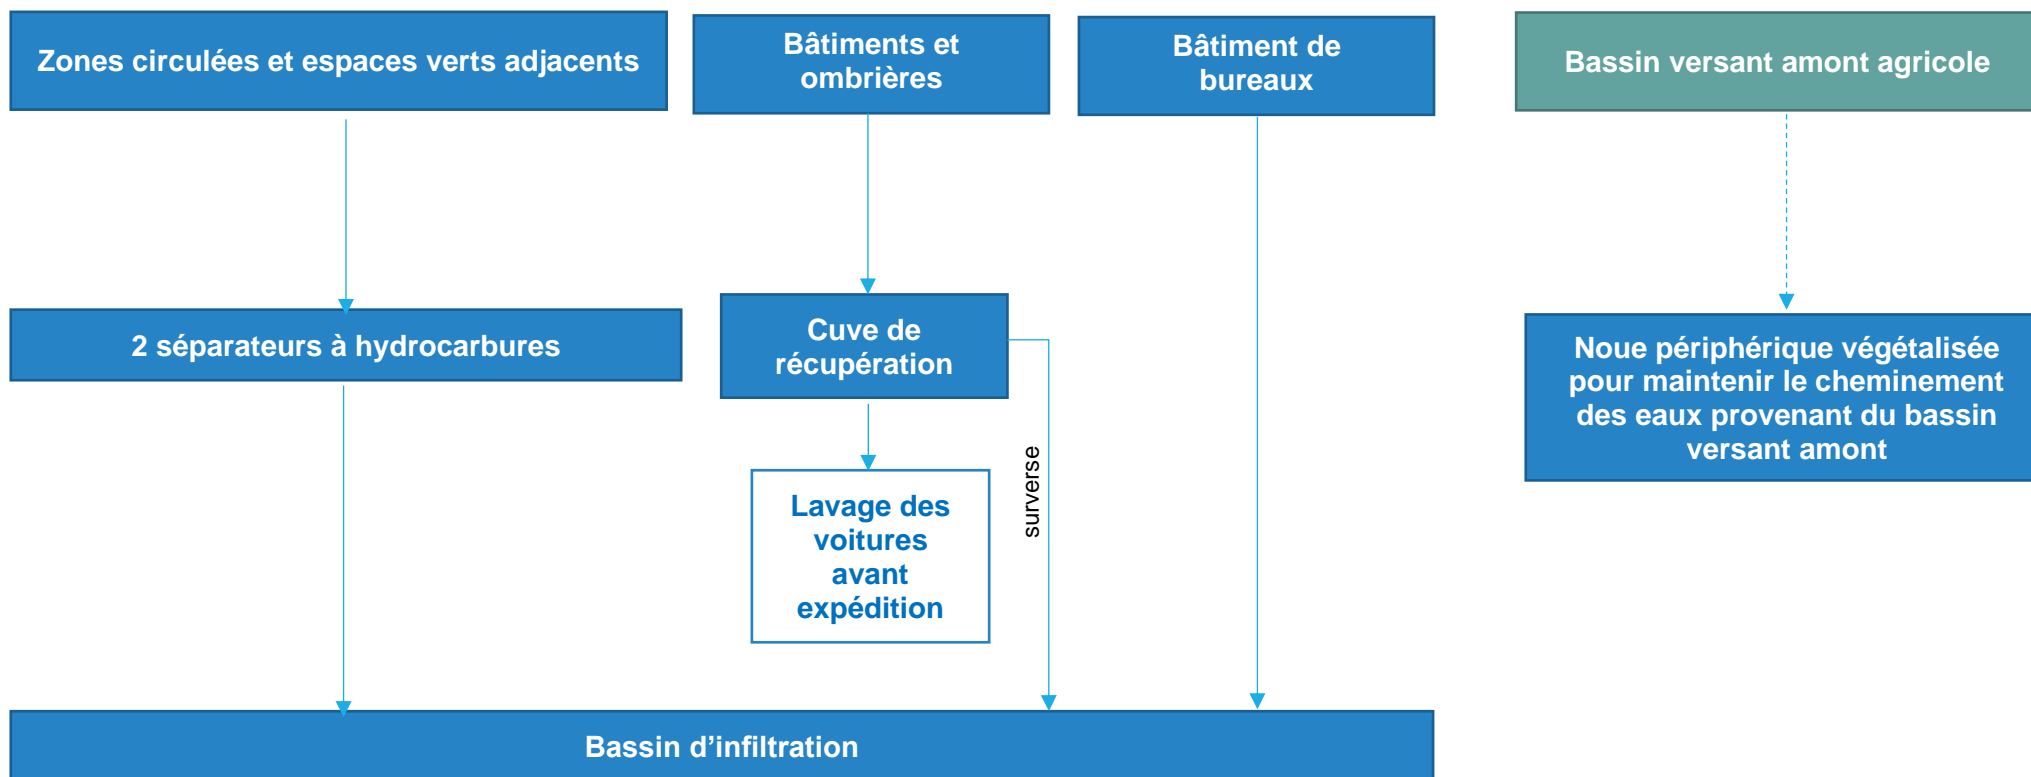 Zones circulées et espaces verts adjacents
Bâtiments et
ombrières
Bâtiment de
bureaux
Bassin versant amont agricole
2 séparateurs à hydrocarbures
Cuve de
récupération
Noue périphérique végétalisée
pour maintenir le cheminement
des eaux provenant du bassin
versant amont
surverse
Lavage des
voitures
avant
expédition
Bassin d’infiltration